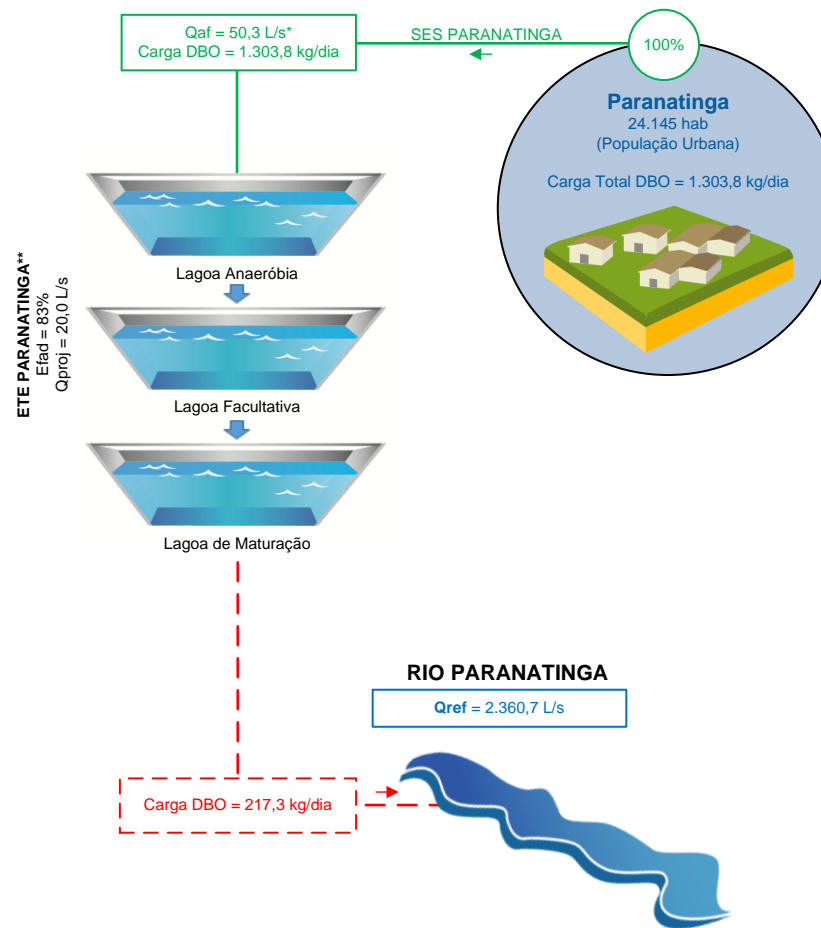 Qaf = 50,3 L/s*
Carga DBO = 1.303,8 kg/dia
SES PARANATINGA
100%
Paranatinga
24.145 hab
(População Urbana)
Carga Total DBO = 1.303,8 kg/dia
ETE PARANATINGA**
Efad = 83%
Qproj = 20,0 L/s
Lagoa Anaeróbia
Lagoa Facultativa
Lagoa de Maturação
RIO PARANATINGA
Qref = 2.360,7 L/s
Carga DBO = 217,3 kg/dia